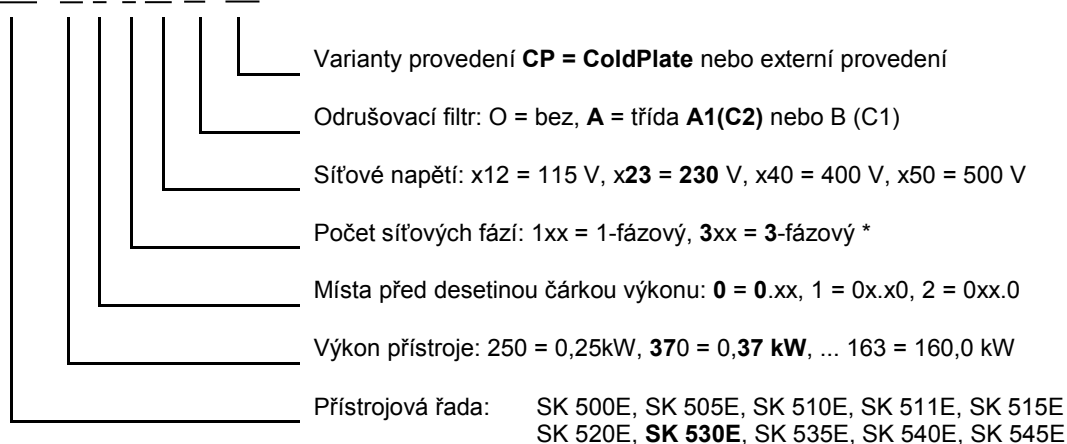 Varianty provedení CP = ColdPlate nebo externí provedení
Odrušovací filtr: O = bez, A = třída A1(C2) nebo B (C1)
Síťové napětí: x12 = 115 V, x23 = 230 V, x40 = 400 V, x50 = 500 V
Počet síťových fází: 1xx = 1-fázový, 3xx = 3-fázový *
Místa před desetinou čárkou výkonu: 0 = 0.xx, 1 = 0x.x0, 2 = 0xx.0
Výkon přístroje: 250 = 0,25kW, 370 = 0,37 kW, ... 163 = 160,0 kW
Přístrojová řada: SK 500E, SK 505E, SK 510E, SK 511E, SK 515E
SK 520E, SK 530E, SK 535E, SK 540E, SK 545E